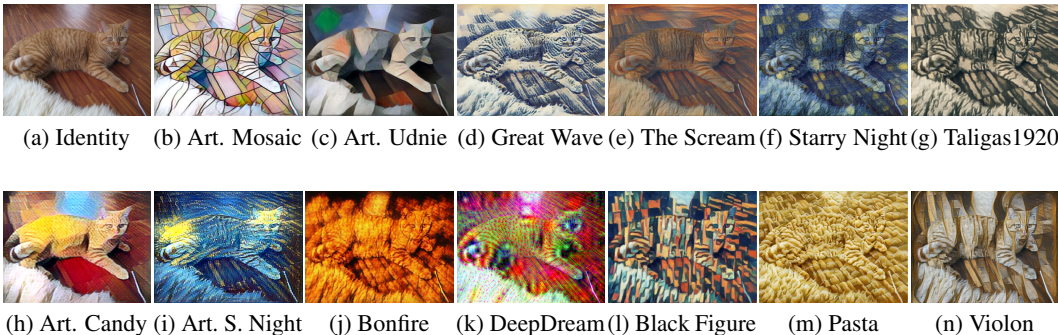 (a) Identity (b) Art. Mosaic (c) Art. Udnie (d) Great Wave (e) The Scream (f) Starry Night (g) Taligas1920
(h) Art. Candy (i) Art. S. Night (j) Bonfire (k) DeepDream (l) Black Figure (m) Pasta (n) Violon